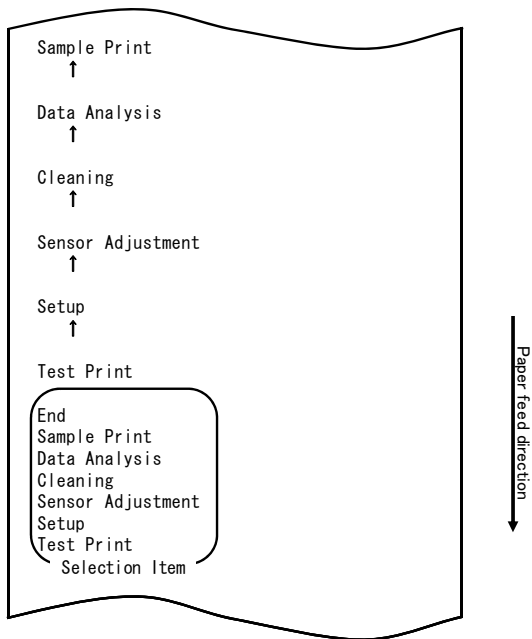 Sample Print
↑
Data Analysis
↑
Cleaning
↑
Sensor Adjustment
↑
Setup
↑
Test Print
End
Sample Print
Data Analysis
Cleaning
Sensor Adjustment
Setup
Test Print
Selection Item
Paper feed direction